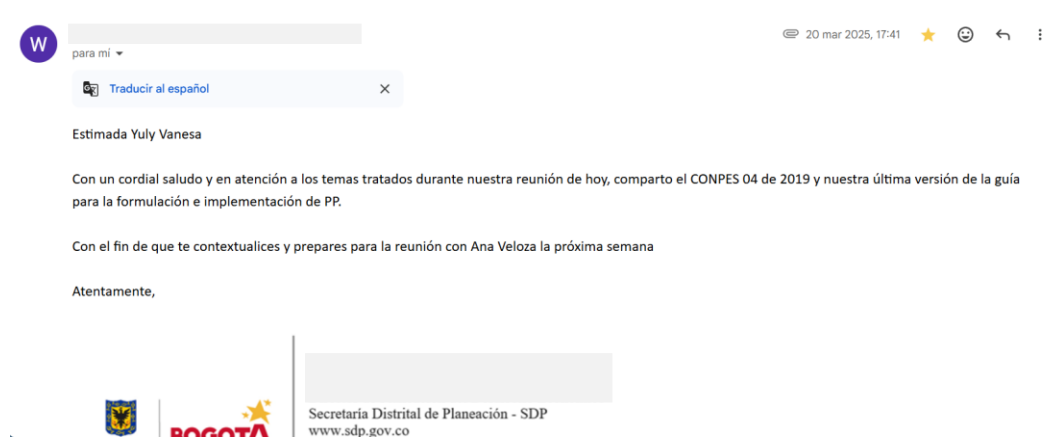 W
20 mar 2025, 17:41
para mí
Traducir al español
Estimada Yuly Vanesa
Con un cordial saludo y en atención a los temas tratados durante nuestra reunión de hoy, comparto el CONPES 04 de 2019 y nuestra última versión de la guía
para la formulación e implementación de PP.
Con el fin de que te contextualices y prepares para la reunión con Ana Veloza la próxima semana
Atentamente,
Secretaría Distrital de Planeación - SDP
www.sdp.gov.co
BOGOTÁ